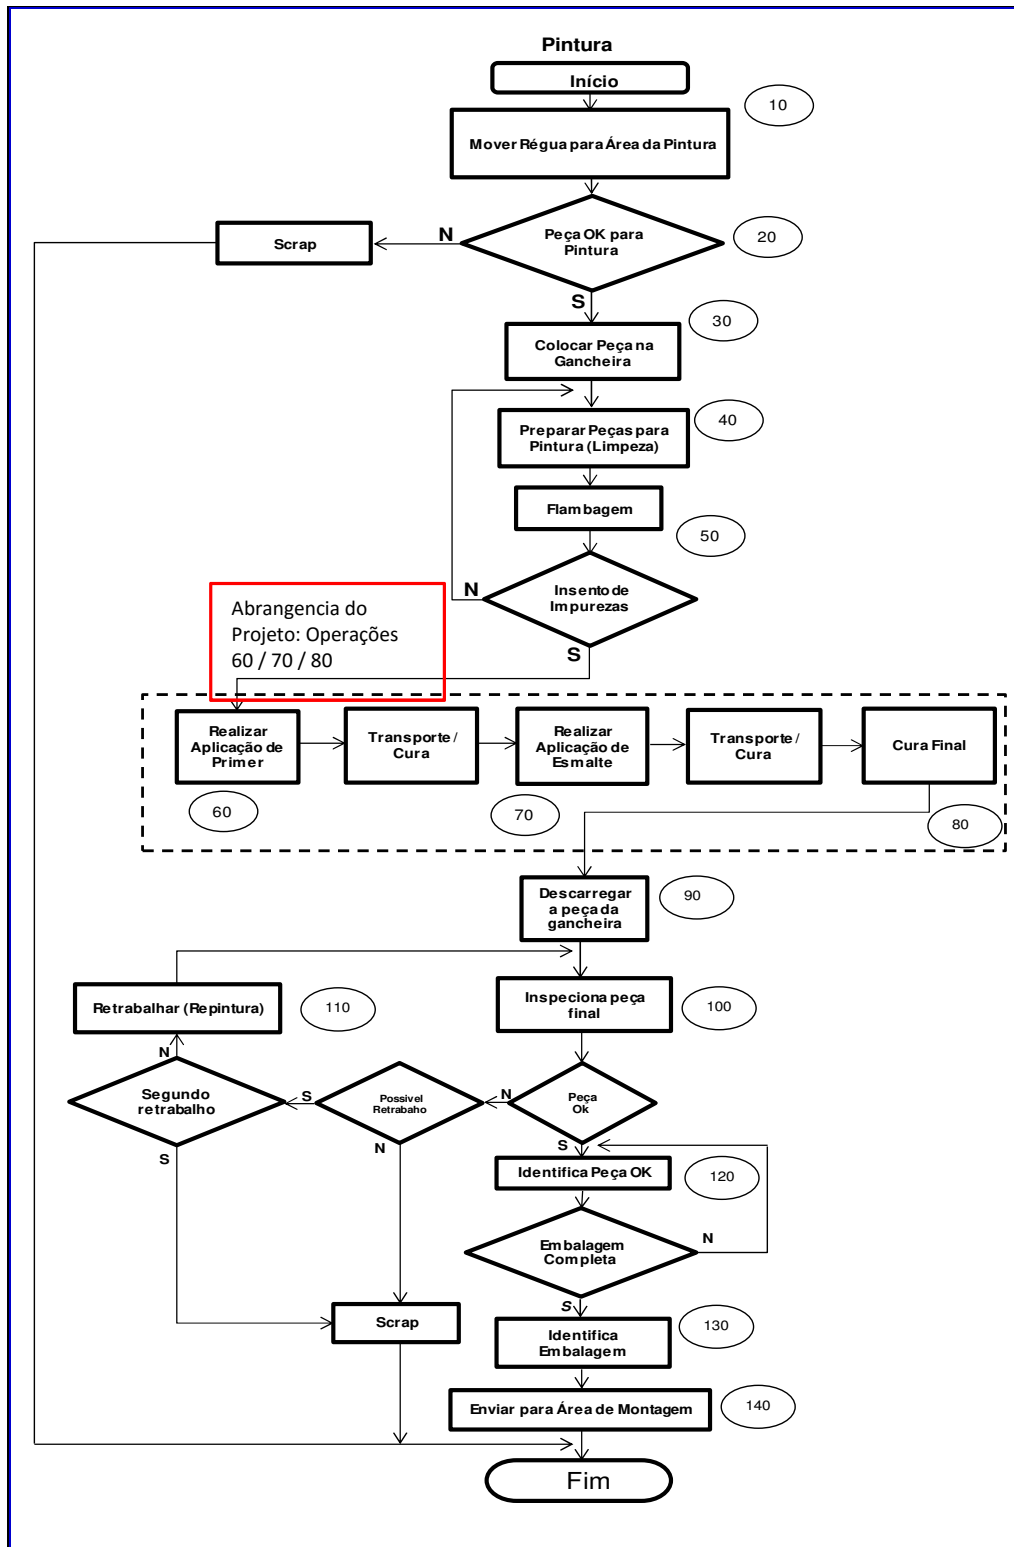 Pintura
Início
10
Mover Régua para Área da Pintura
Peça OK para
Pintura
20
N
Scrap
S
30
Colocar Peça na
Gancheira
40
Preparar Peças para
Pintura (Limpeza)
Flambagem
50
Insento de
Impurezas
N
S
Abrangencia do
Projeto: Operações
60 / 70 / 80
Realizar
Aplicação de
Primer
Transporte /
Cura
Realizar
Aplicação de
Esmalte
Transporte /
Cura
Cura Final
60
70
80
Descarregar
a peça da
gancheira
90
Inspeciona peça
final
100
Retrabalhar (Repintura)
110
N
Segundo
retrabalho
S
S
Possivel
Retrabaho
N
N
Peça
Ok
S
Identifica Peça OK
120
Embalagem
Completa
N
S
Scrap
Identifica
Embalagem
130
Enviar para Área de Montagem
140
Fim